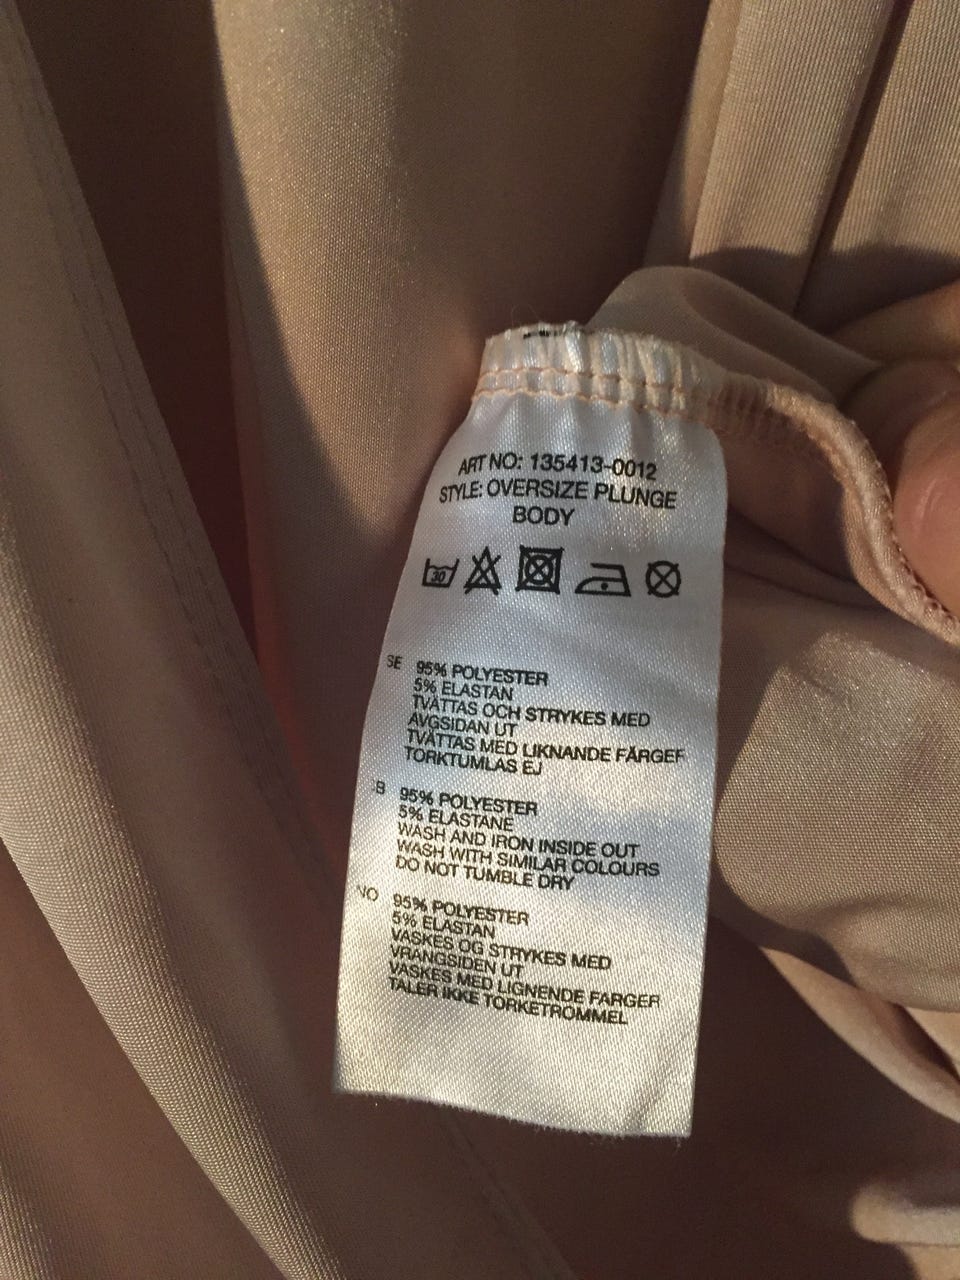 ART NO: 135413-0012
STYLE: OVERSIZE PLUNGE
BODY
30
SE 95% POLYESTER
5% ELASTAN
TVÄTTAS OCH STRYKES MED
AVGSIDAN UT
TVÄTTAS MED LIKNANDE FÄRGER
TORKTUMLAS EJ
B 95% POLYESTER
5% ELASTANE
WASH AND IRON INSIDE OUT
WASH WITH SIMILAR COLOURS
DO NOT TUMBLE DRY
NO 95% POLYESTER
5% ELASTAN
VASKES OG STRYKES MED
VRANGSIDEN UT
VASKES MED LIGNENDE FARGER
TALER IKKE TORKETROMMEL